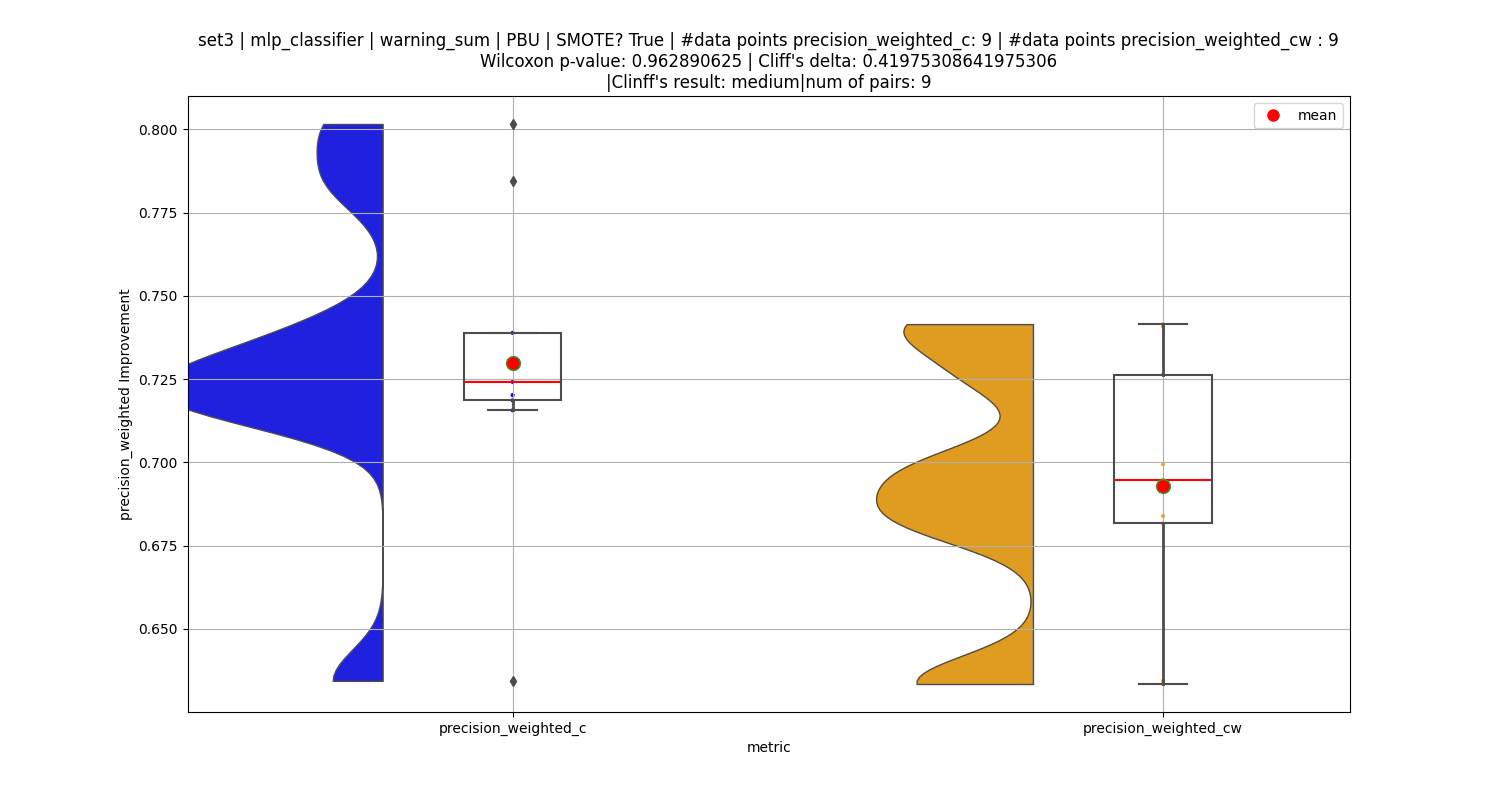 set3 | mlp_classifier | warning_sum | PBU | SMOTE? True | #data points precision_weighted_c: 9 | #data points precision_weighted_cw : 9
Wilcoxon p-value: 0.962890625 | Cliff's delta: 0.41975308641975306
|Clinff's result: medium|num of pairs: 9
mean
0.800
0.775
0.750
0.725
0.700
0.675
0.650
precision_weighted Improvement
precision_weighted_c
precision_weighted_cw
metric